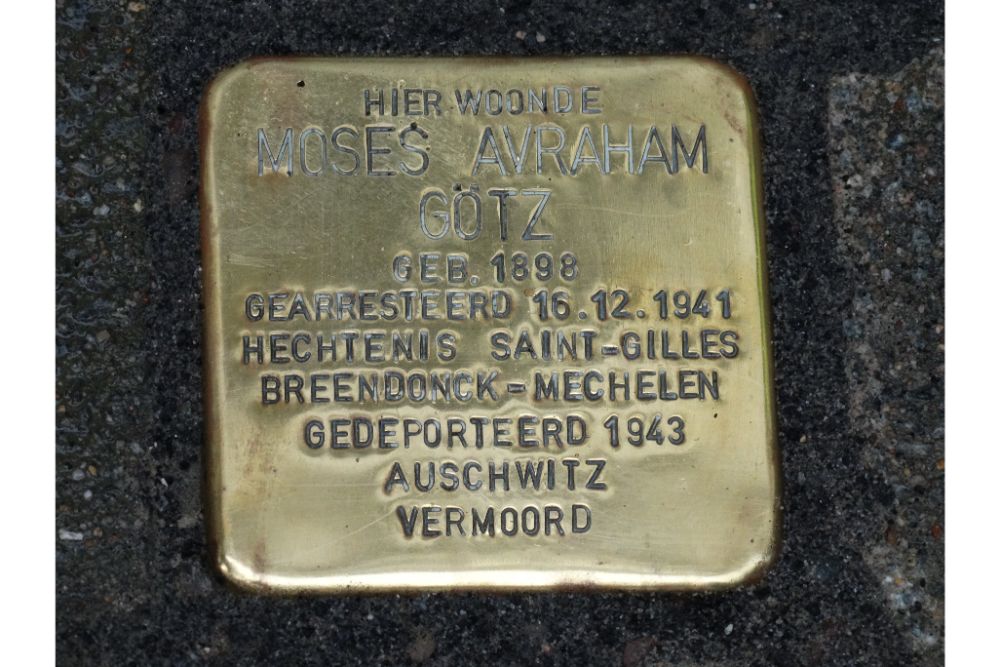 HIER WOONDE
MOSES AVRAHAM
GÖTZ
GEB. 1898
GEARRESTEERD 16.12.1941
HECHTENIS SAINT-GILLES
BREENDONCK-MECHELEN
GEDEPORTEERD 1943
AUSCHWITZ
VERMOORD